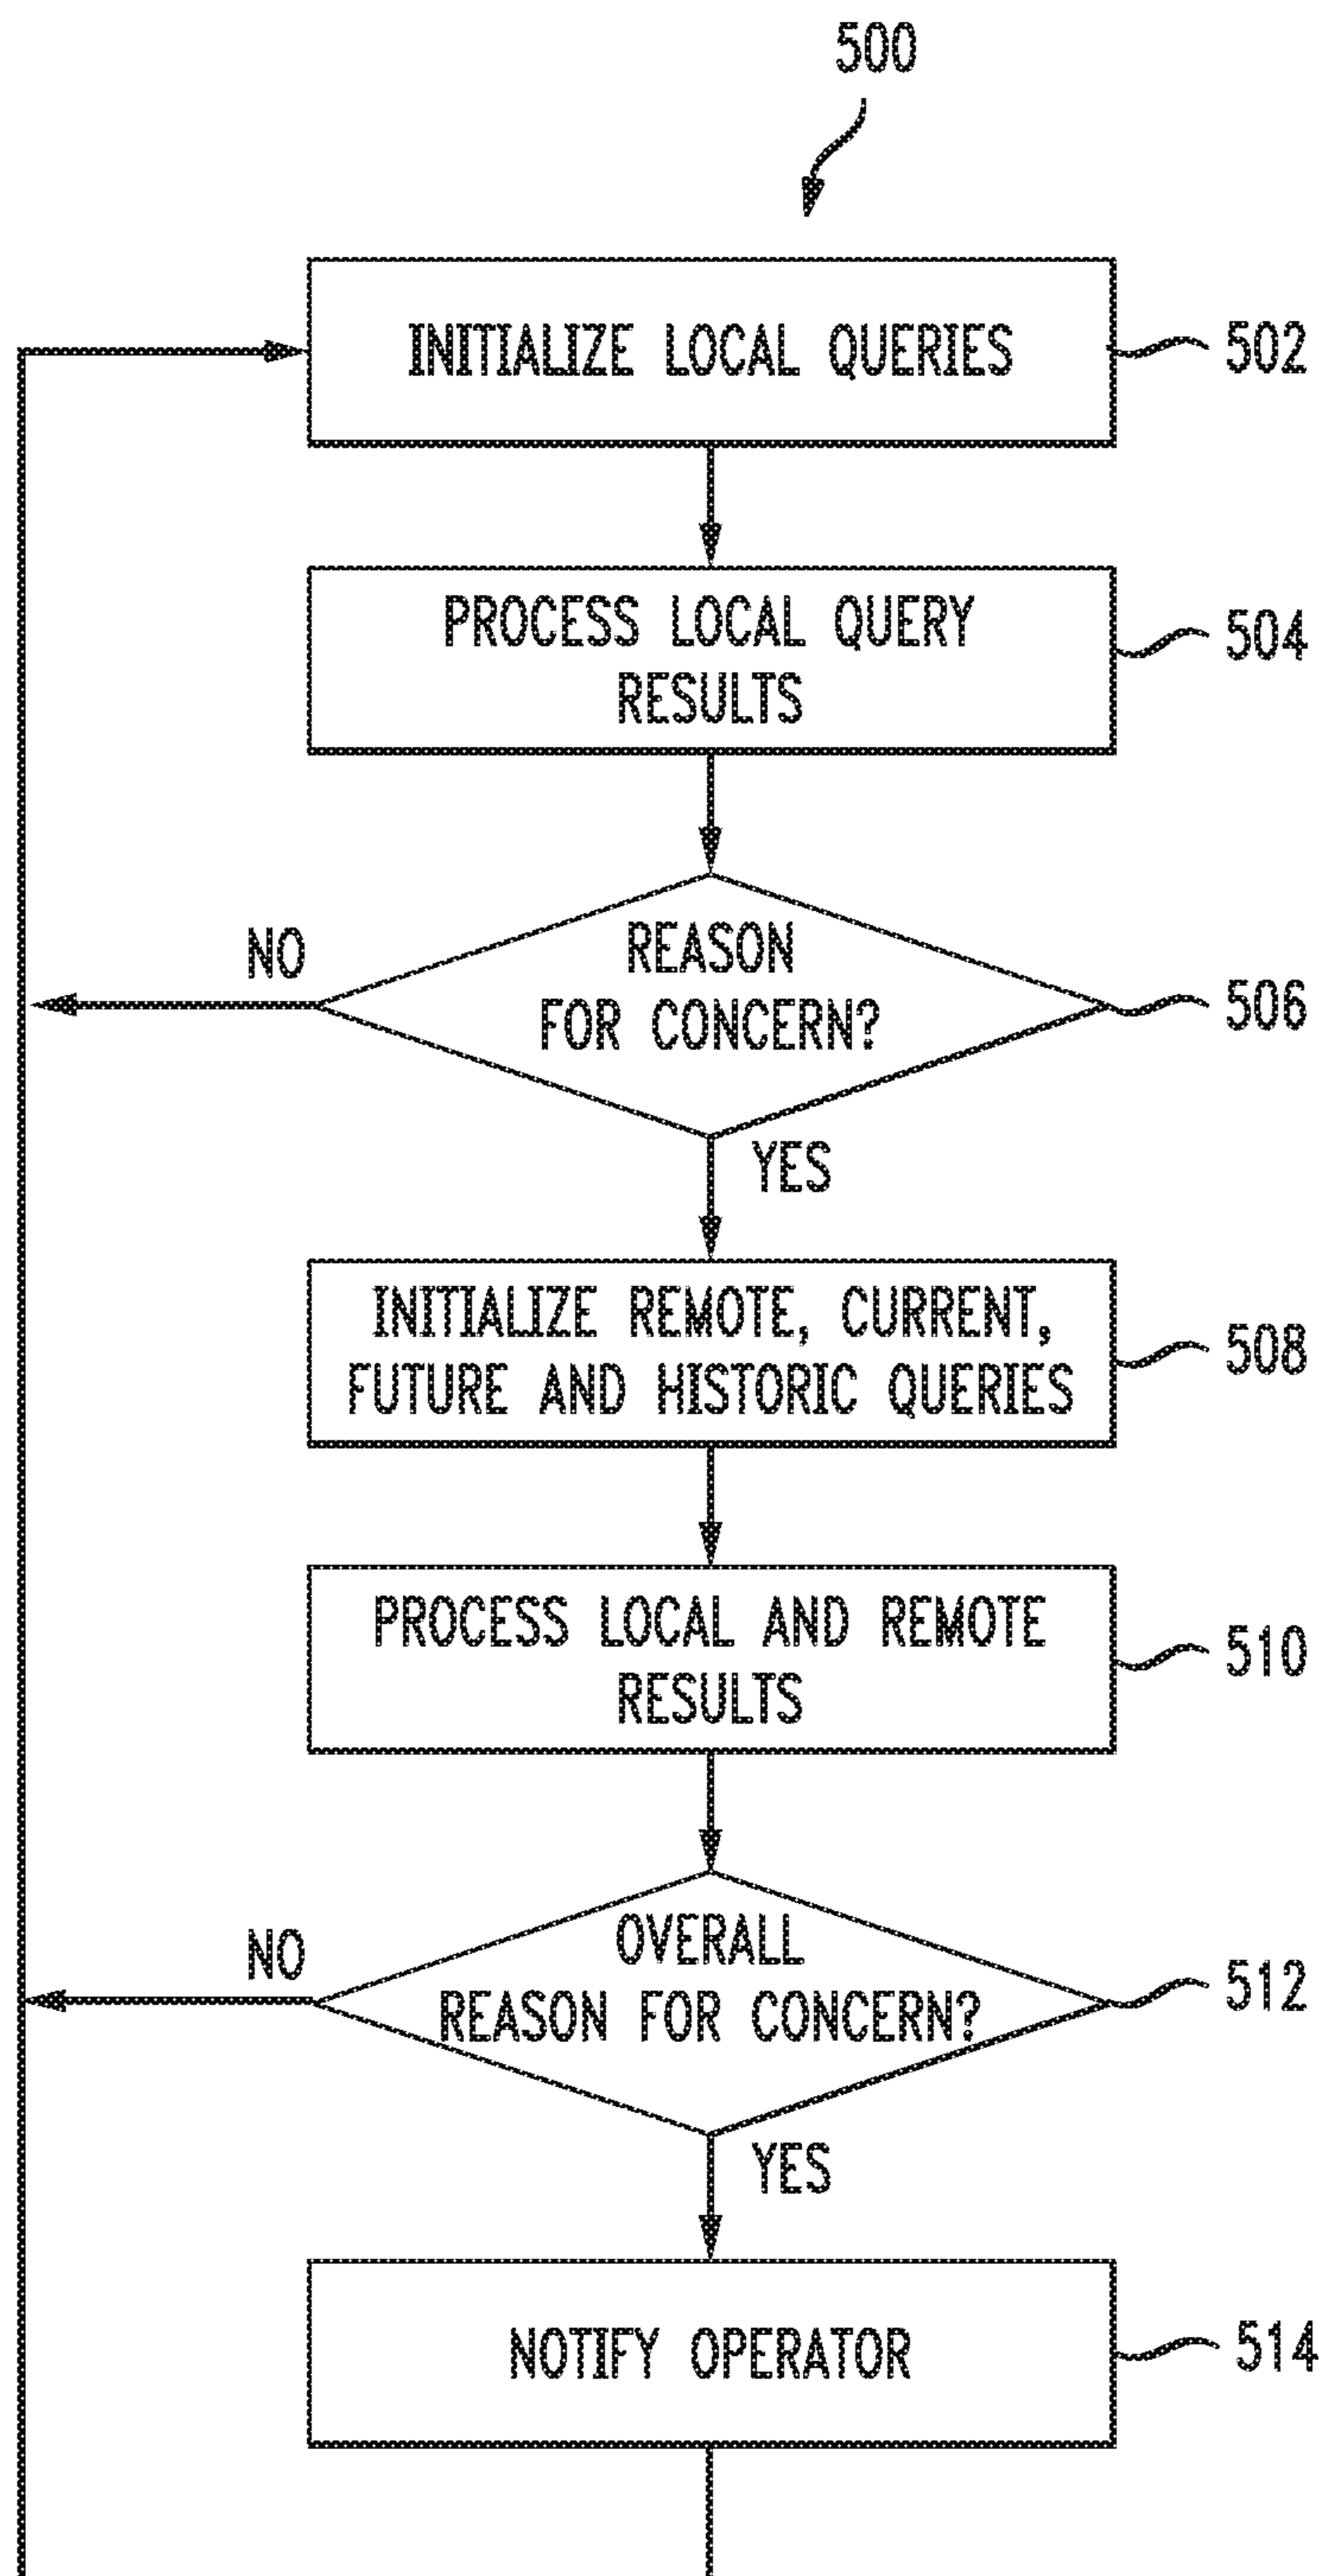 500
INITIALIZE LOCAL QUERIES
502
PROCESS LOCAL QUERY
RESULTS
504
NO
REASON
FOR CONCERN?
506
YES
INITIALIZE REMOTE, CURRENT,
FUTURE AND HISTORIC QUERIES
508
PROCESS LOCAL AND REMOTE
RESULTS
510
NO
OVERALL
REASON FOR CONCERN?
512
YES
NOTIFY OPERATOR
514